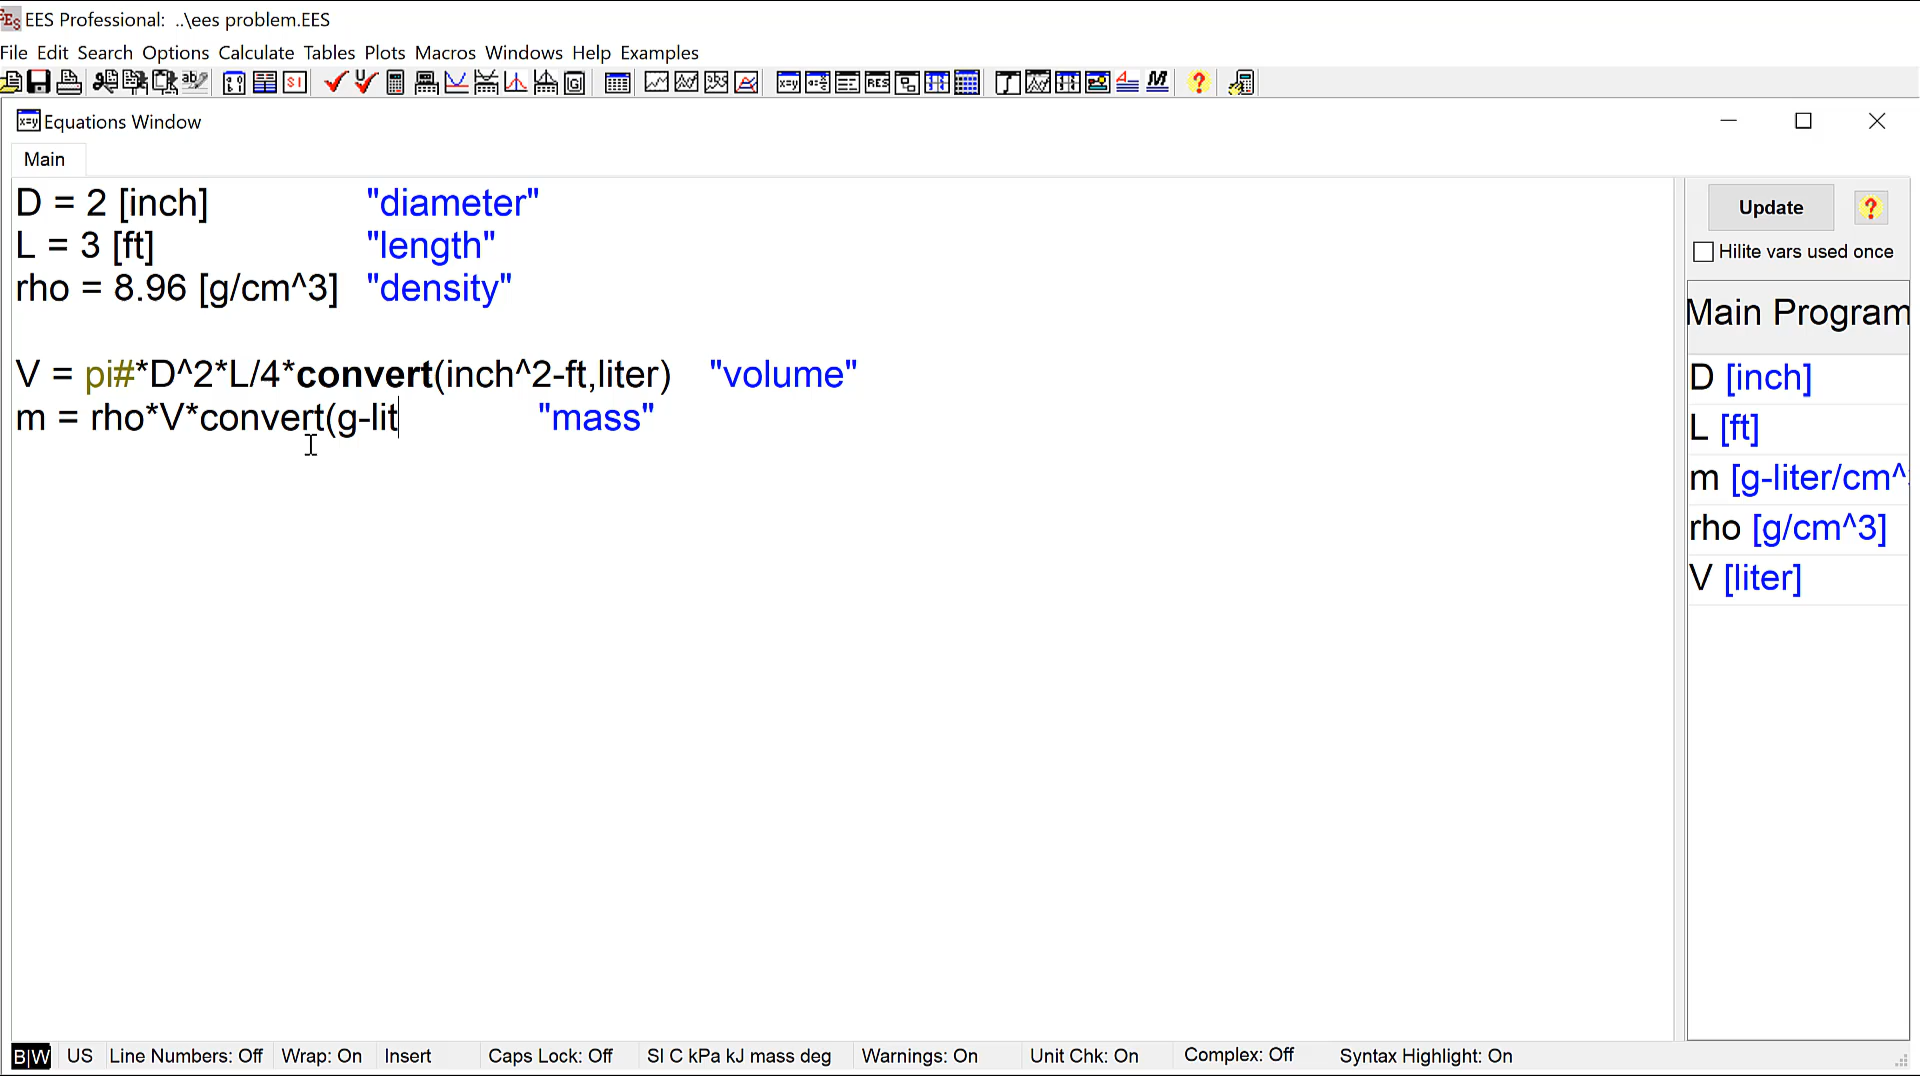 EES Professional: ..\ees problem.EES
File Edit Search Options Calculate Tables Plots Macros Windows Help Examples
Equations Window
Main
D = 2 [inch] "diameter"
L = 3 [ft] "length"
rho = 8.96 [g/cm^3] "density"
V = pi#*D^2*L/4*convert(inch^2-ft,liter) "volume"
m = rho*V*convert(g-lit "mass"
Update
Hilite vars used once
Main Program
D [inch]
L [ft]
m [g-liter/cm^
rho [g/cm^3]
V [liter]
B|W US Line Numbers: Off Wrap: On Insert Caps Lock: Off SI C kPa kJ mass deg Warnings: On Unit Chk: On Complex: Off Syntax Highlight: On